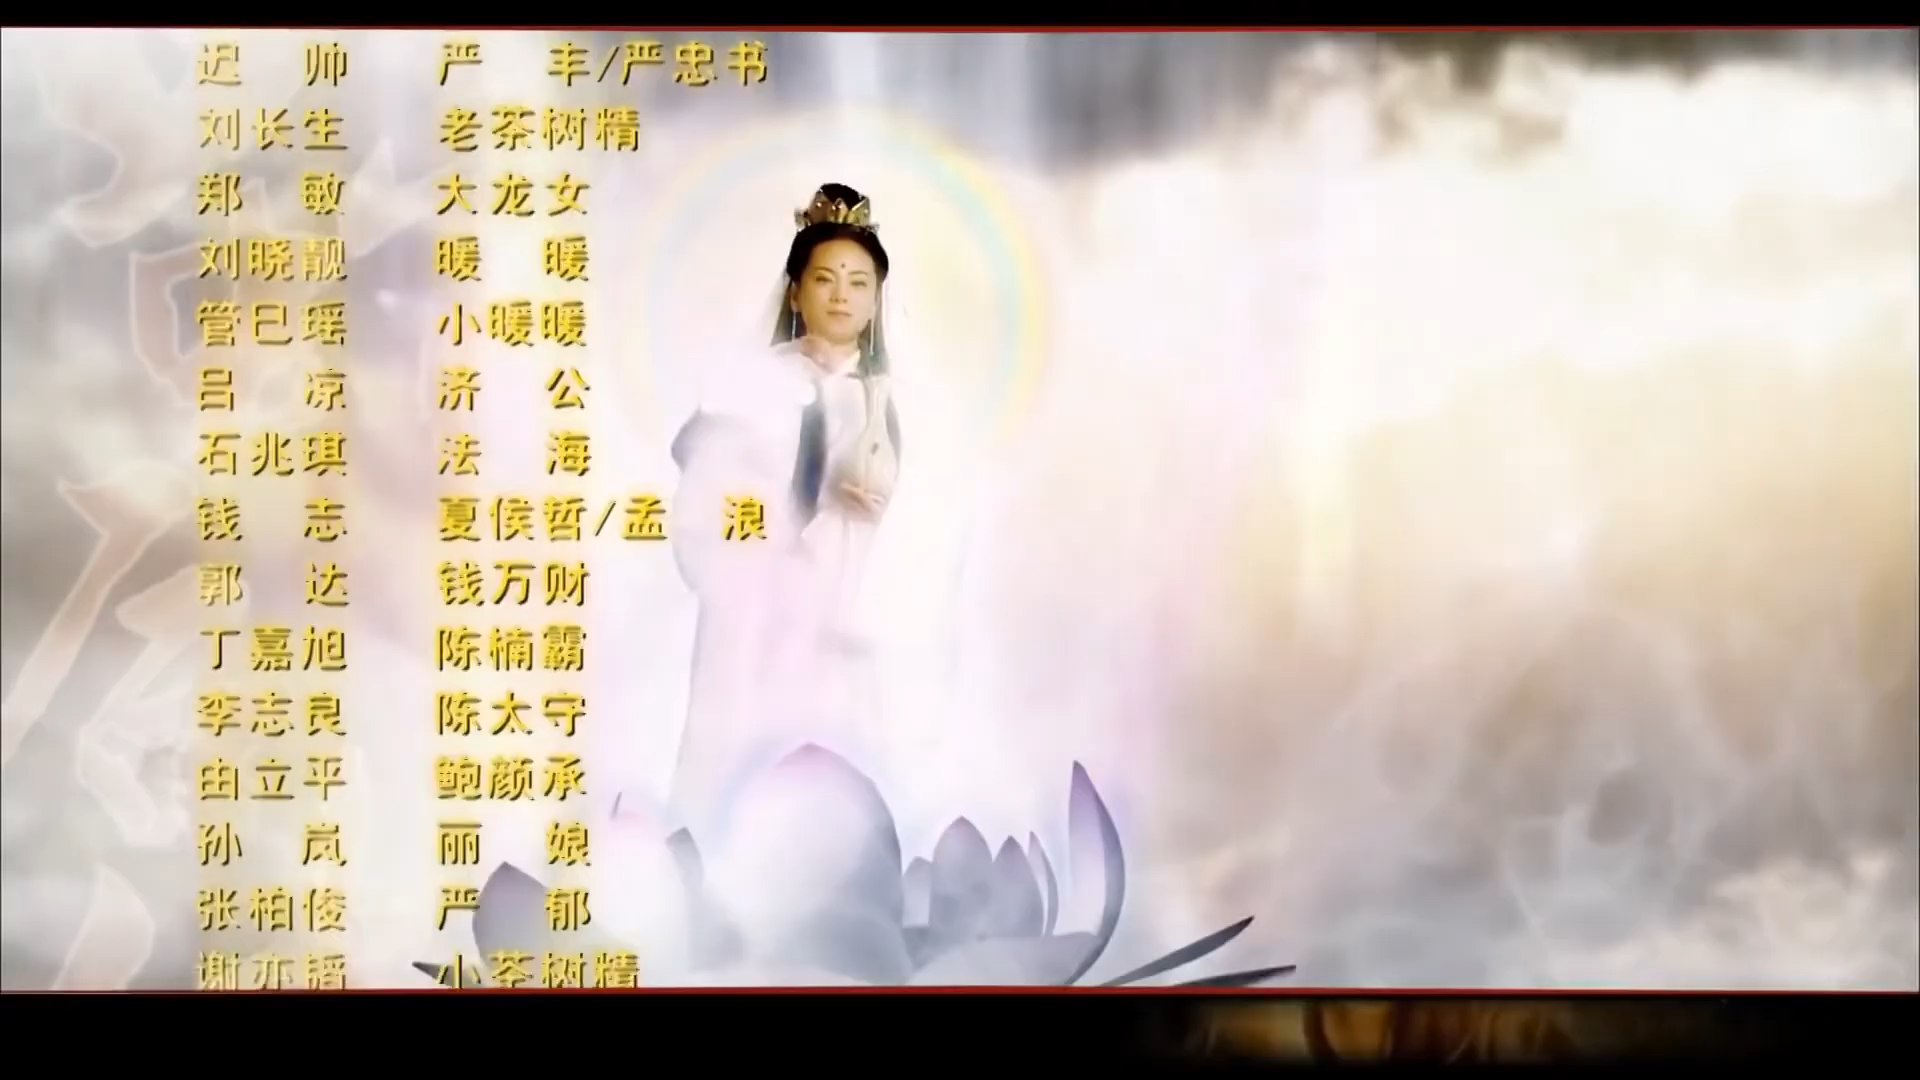 迟 帅 严 丰/严忠书
刘长生 老茶树精
郑 敏 大龙女
刘晓靓 暖 暖
管巳瑶 小暖暖
吕 凉 济 公
石兆琪 法 海
钱 志 夏侯哲/孟 浪
郭 达 钱万财
丁嘉旭 陈楠霸
李志良 陈太守
由立平 鲍颜承
孙 岚 丽 娘
张柏俊 严 郁
谢亦韬 小茶树精